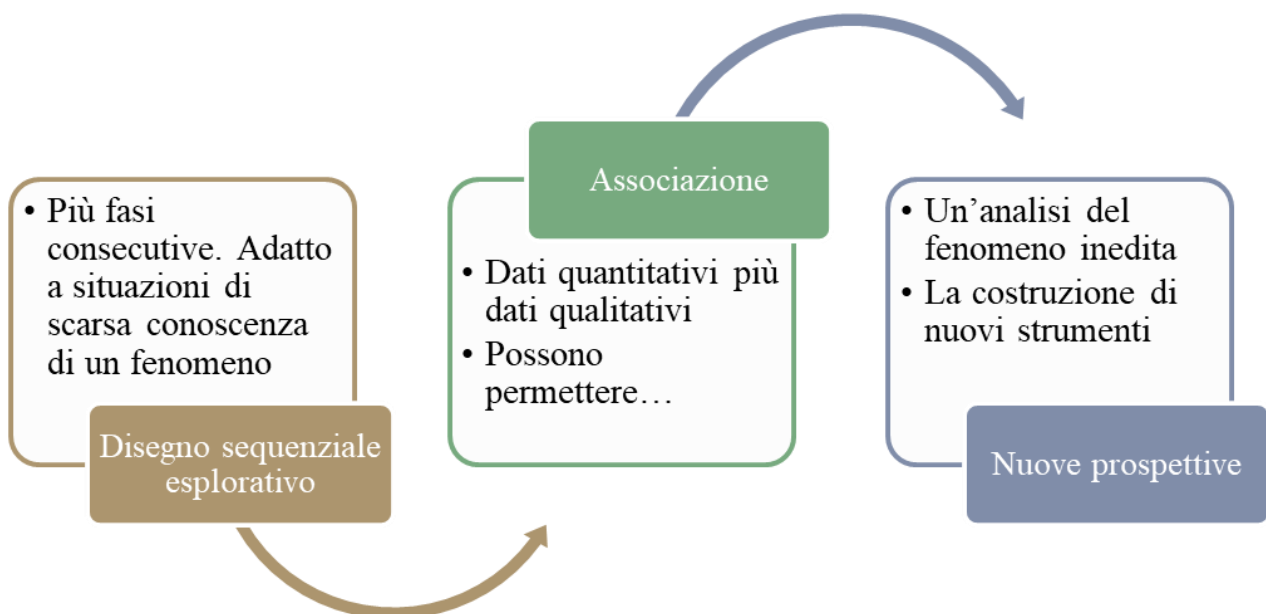 • Più fasi
consecutive. Adatto
a situazioni di
scarsa conoscenza
di un fenomeno
Disegno sequenziale
esplorativo
Associazione
• Dati quantitativi più
dati qualitativi
• Possono
permettere…
• Un’analisi del
fenomeno inedita
• La costruzione di
nuovi strumenti
Nuove prospettive